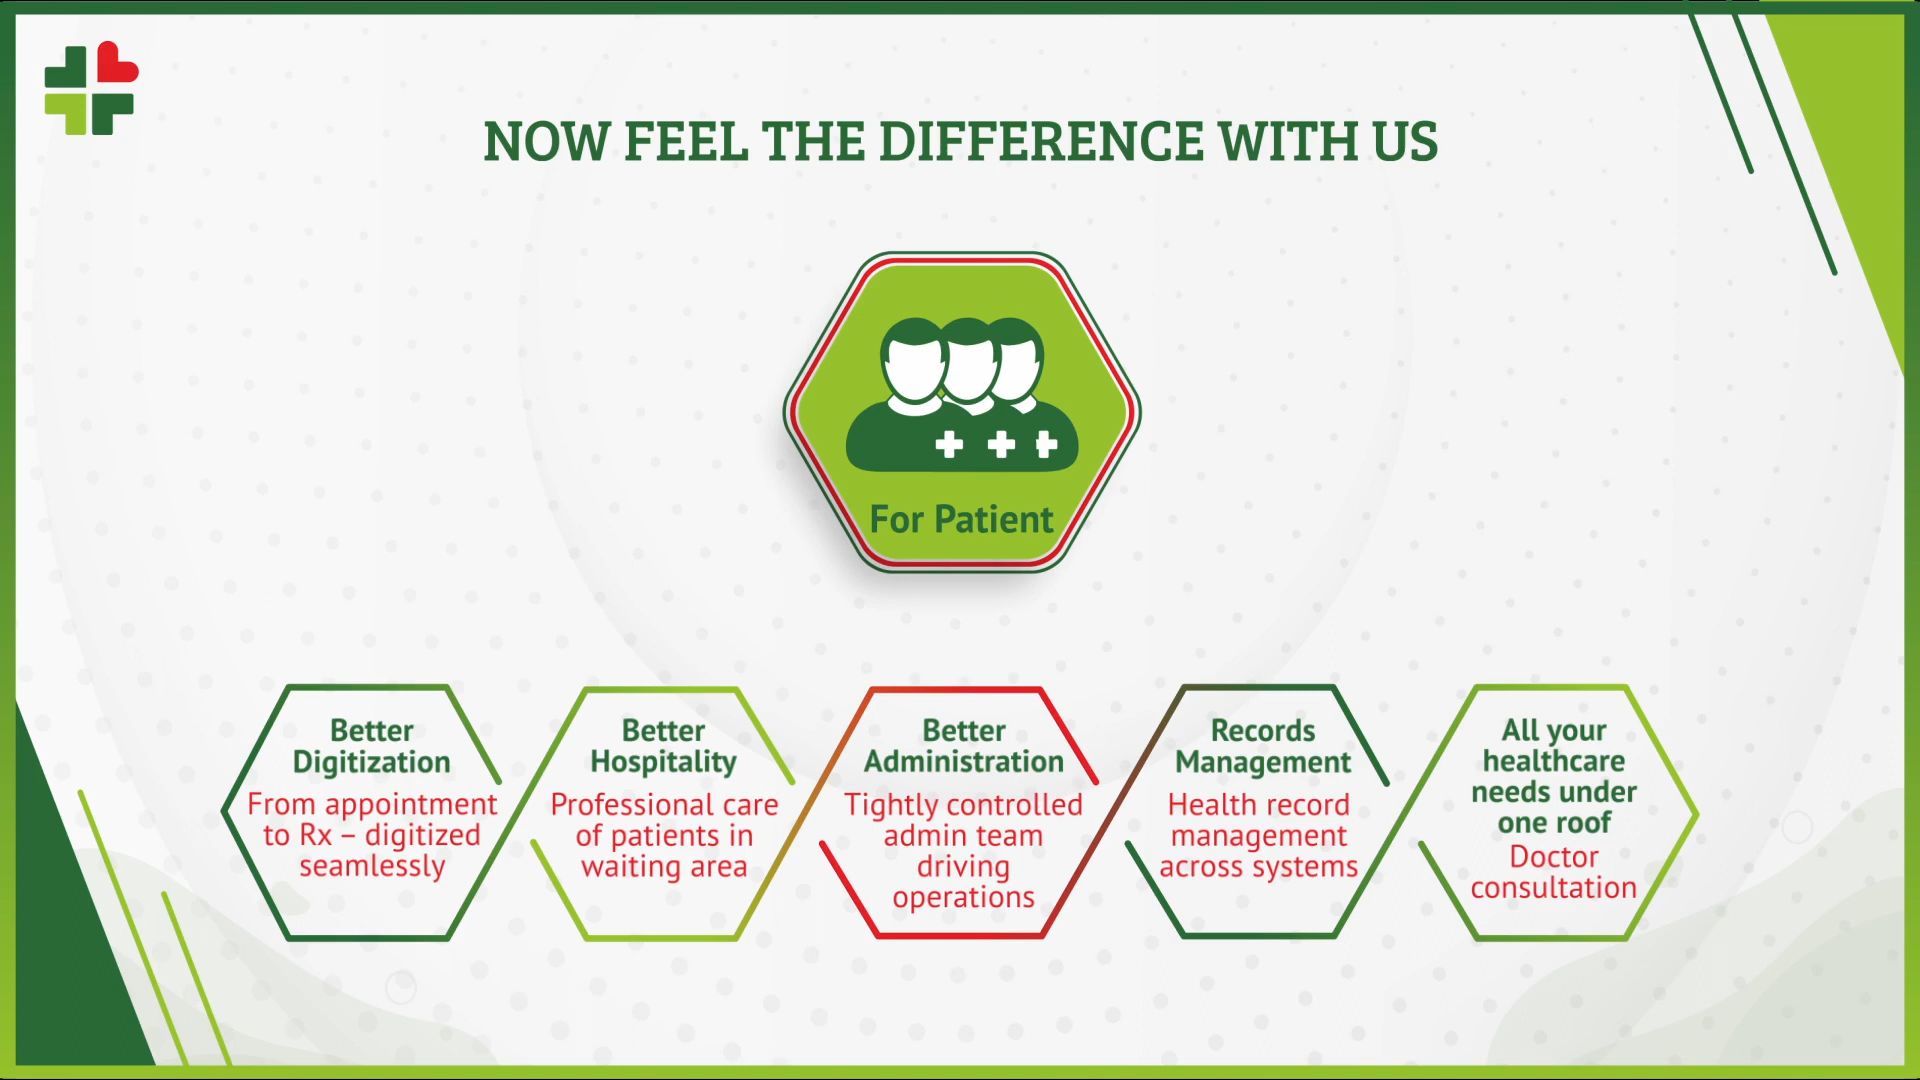 NOW FEEL THE DIFFERENCE WITH US
For Patient
Better
Digitization
From appointment
to Rx – digitized
seamlessly
Better
Hospitality
Professional care
of patients in
waiting area
Better
Administration
Tightly controlled
admin team
driving
operations
Records
Management
Health record
management
across systems
All your
healthcare
needs under
one roof
Doctor
consultation